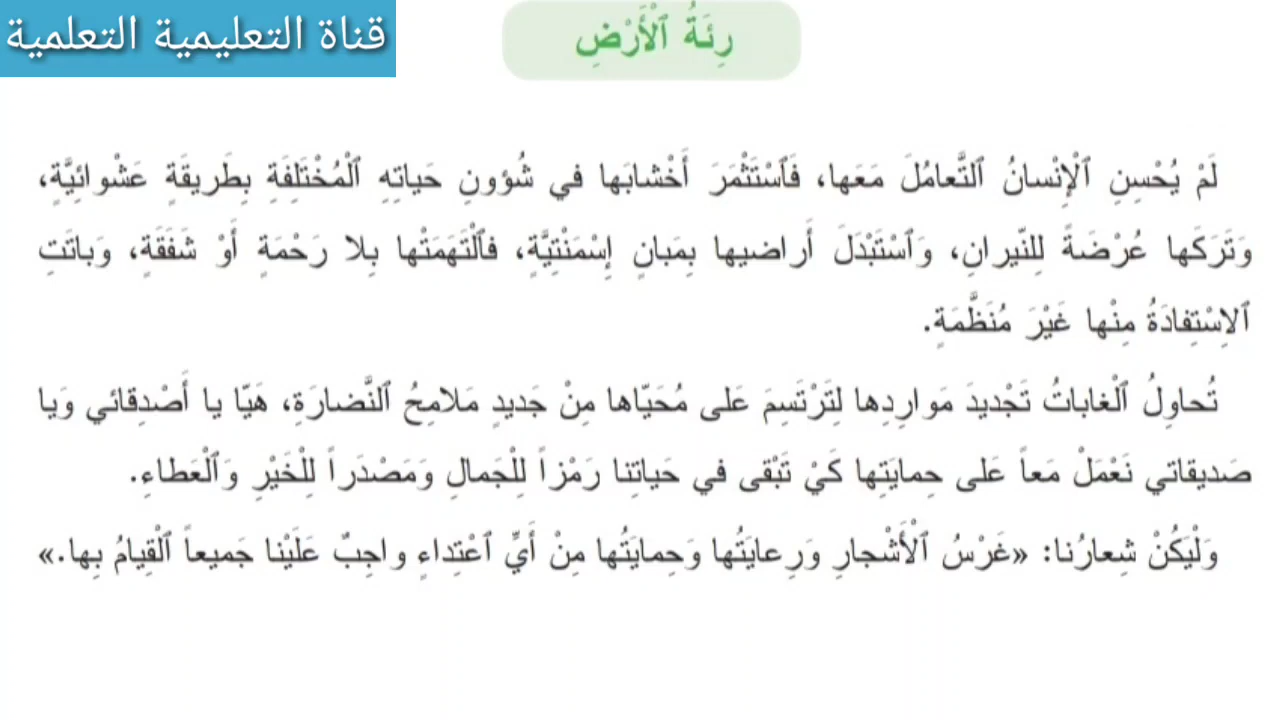 قناة التعليمية التعلمية
رِئَةُ ٱلْأَرْضِ
لَمْ يُحْسِنِ ٱلْإِنْسانُ ٱلتَّعامُلَ مَعَها، فَٱسْتَثْمَرَ أَخْشابَها في شُؤونِ حَياتِهِ ٱلْمُخْتَلِفَةِ بِطَريقَةٍ عَشْوائِيَّةٍ،
وَتَرَكَها عُرْضَةً لِلنّيرانِ، وَٱسْتَبْدَلَ أَراضيها بِمَبانٍ إِسْمَنْتِيَّةٍ، فَٱلْتَهَمَتْها بِلا رَحْمَةٍ أَوْ شَفَقَةٍ، وَباتَتِ
ٱلاِسْتِفادَةُ مِنْها غَيْرَ مُنَظَّمَةٍ.
تُحاوِلُ ٱلْغاباتُ تَجْديدَ مَوارِدِها لِتَرْتَسِمَ عَلى مُحَيّاها مِنْ جَديدٍ مَلامِحُ ٱلنَّضارَةِ، هَيّا يا أَصْدِقائي وَيا
صَديقاتي نَعْمَلْ مَعاً عَلى حِمايَتِها كَيْ تَبْقى في حَياتِنا رَمْزاً لِلْجَمالِ وَمَصْدَراً لِلْخَيْرِ وَٱلْعَطاءِ.
وَلْيَكُنْ شِعارُنا: «غَرْسُ ٱلْأَشْجارِ وَرِعايَتُها وَحِمايَتُها مِنْ أَيِّ ٱعْتِداءٍ واجِبٌ عَلَيْنا جَميعاً ٱلْقِيامُ بِها.»